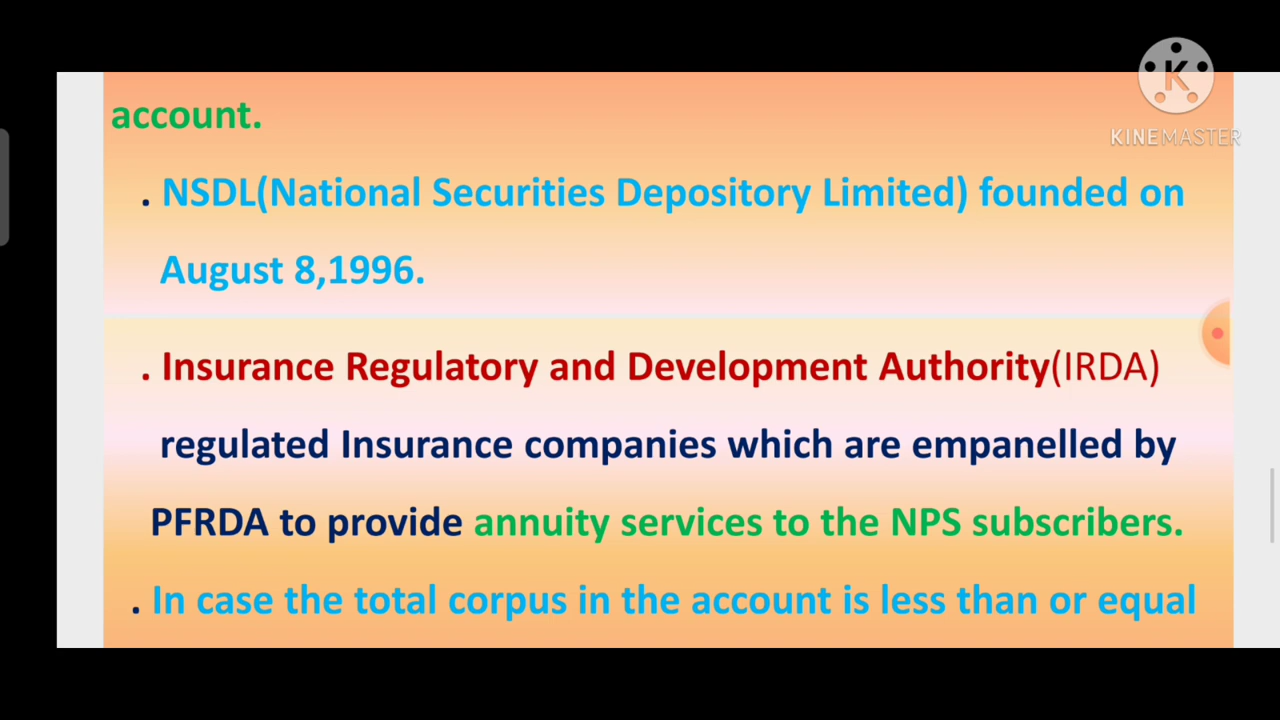 K
KINEMASTER
account.
. NSDL(National Securities Depository Limited) founded on
August 8,1996.
. Insurance Regulatory and Development Authority(IRDA)
regulated Insurance companies which are empanelled by
PFRDA to provide annuity services to the NPS subscribers.
. In case the total corpus in the account is less than or equal